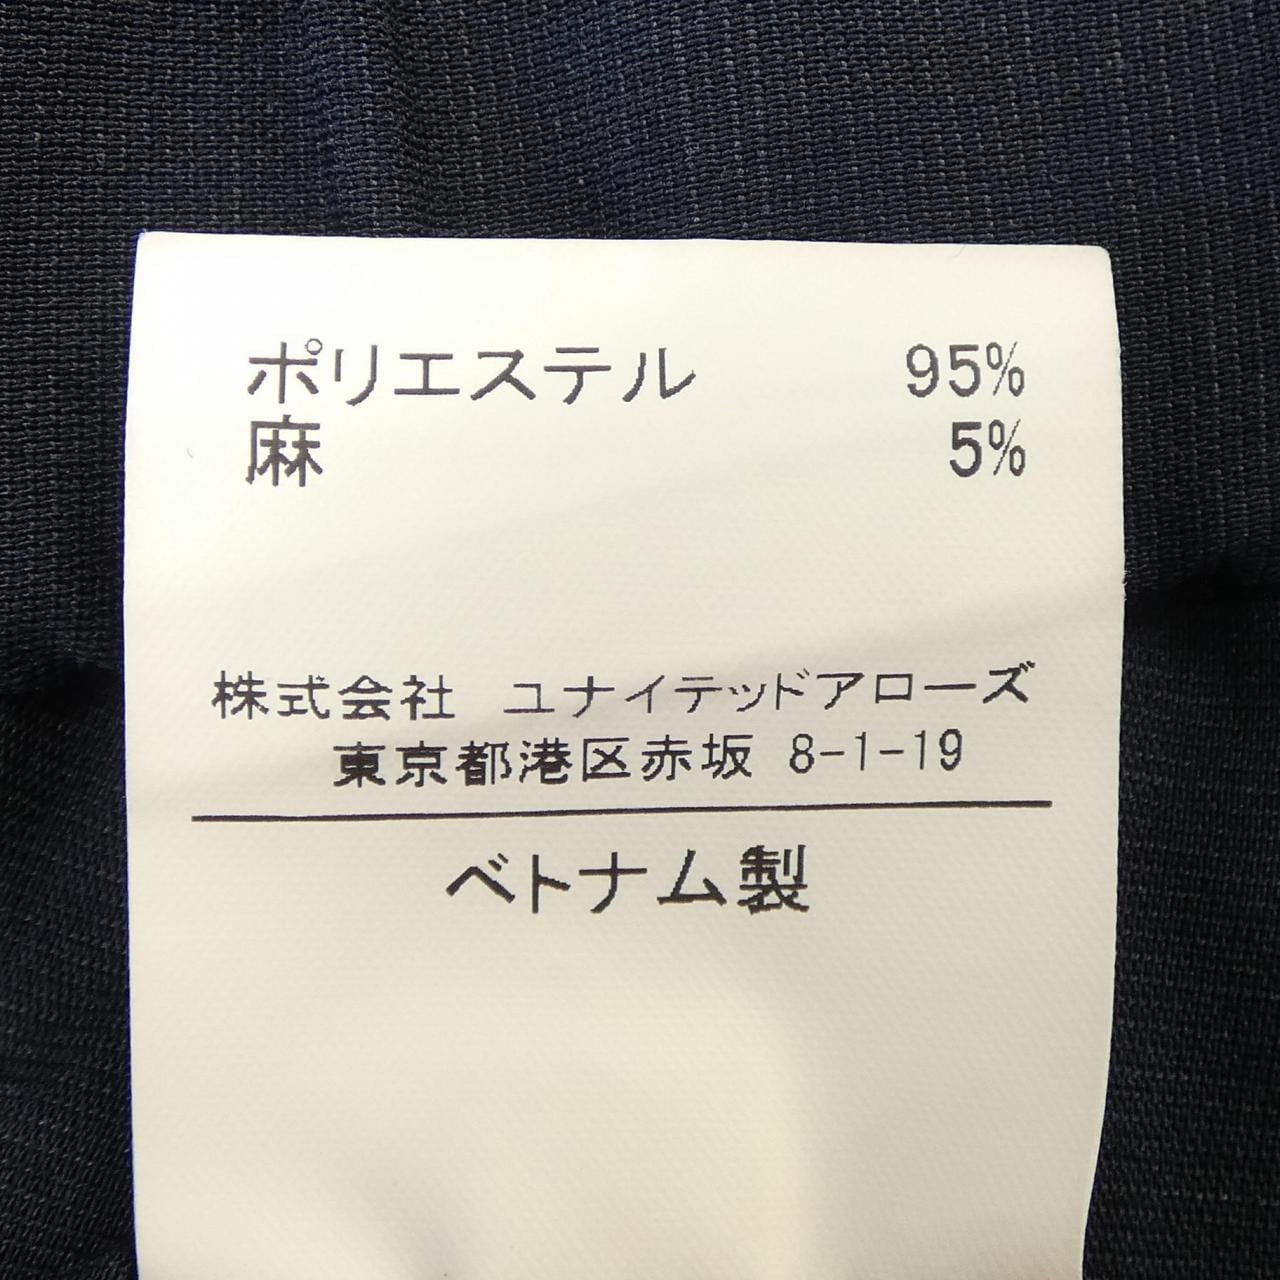 ポリエステル 95%
麻 5%
株式会社 ユナイテッドアローズ
東京都港区赤坂 8-1-19
ベトナム製